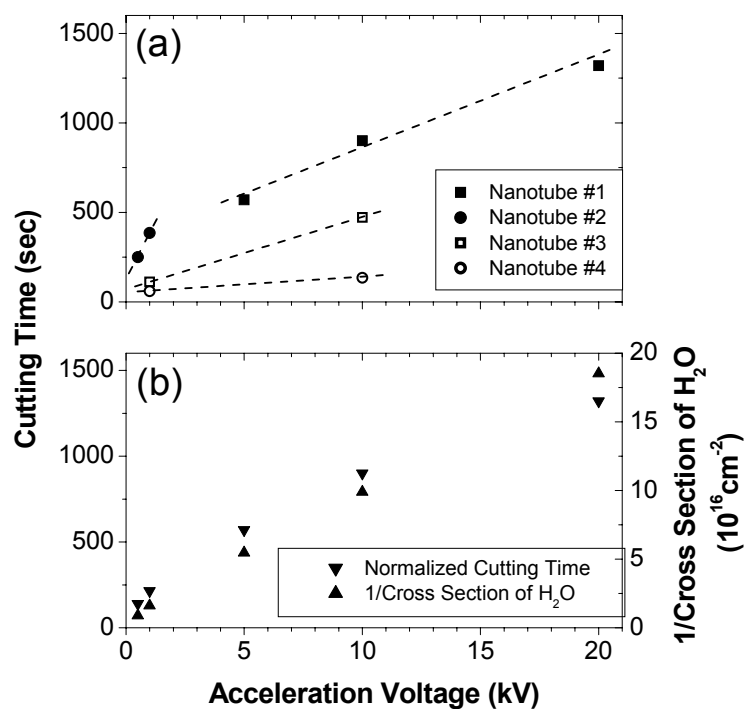 (a)
1500
1000
500
0
Nanotube #1
Nanotube #2
Nanotube #3
Nanotube #4
Cutting Time (sec)
(b)
1500
1000
500
0
20
15
10
5
0
Normalized Cutting Time
1/Cross Section of H₂O
1/Cross Section of H₂O
(10¹⁶cm⁻²)
0 5 10 15 20
Acceleration Voltage (kV)